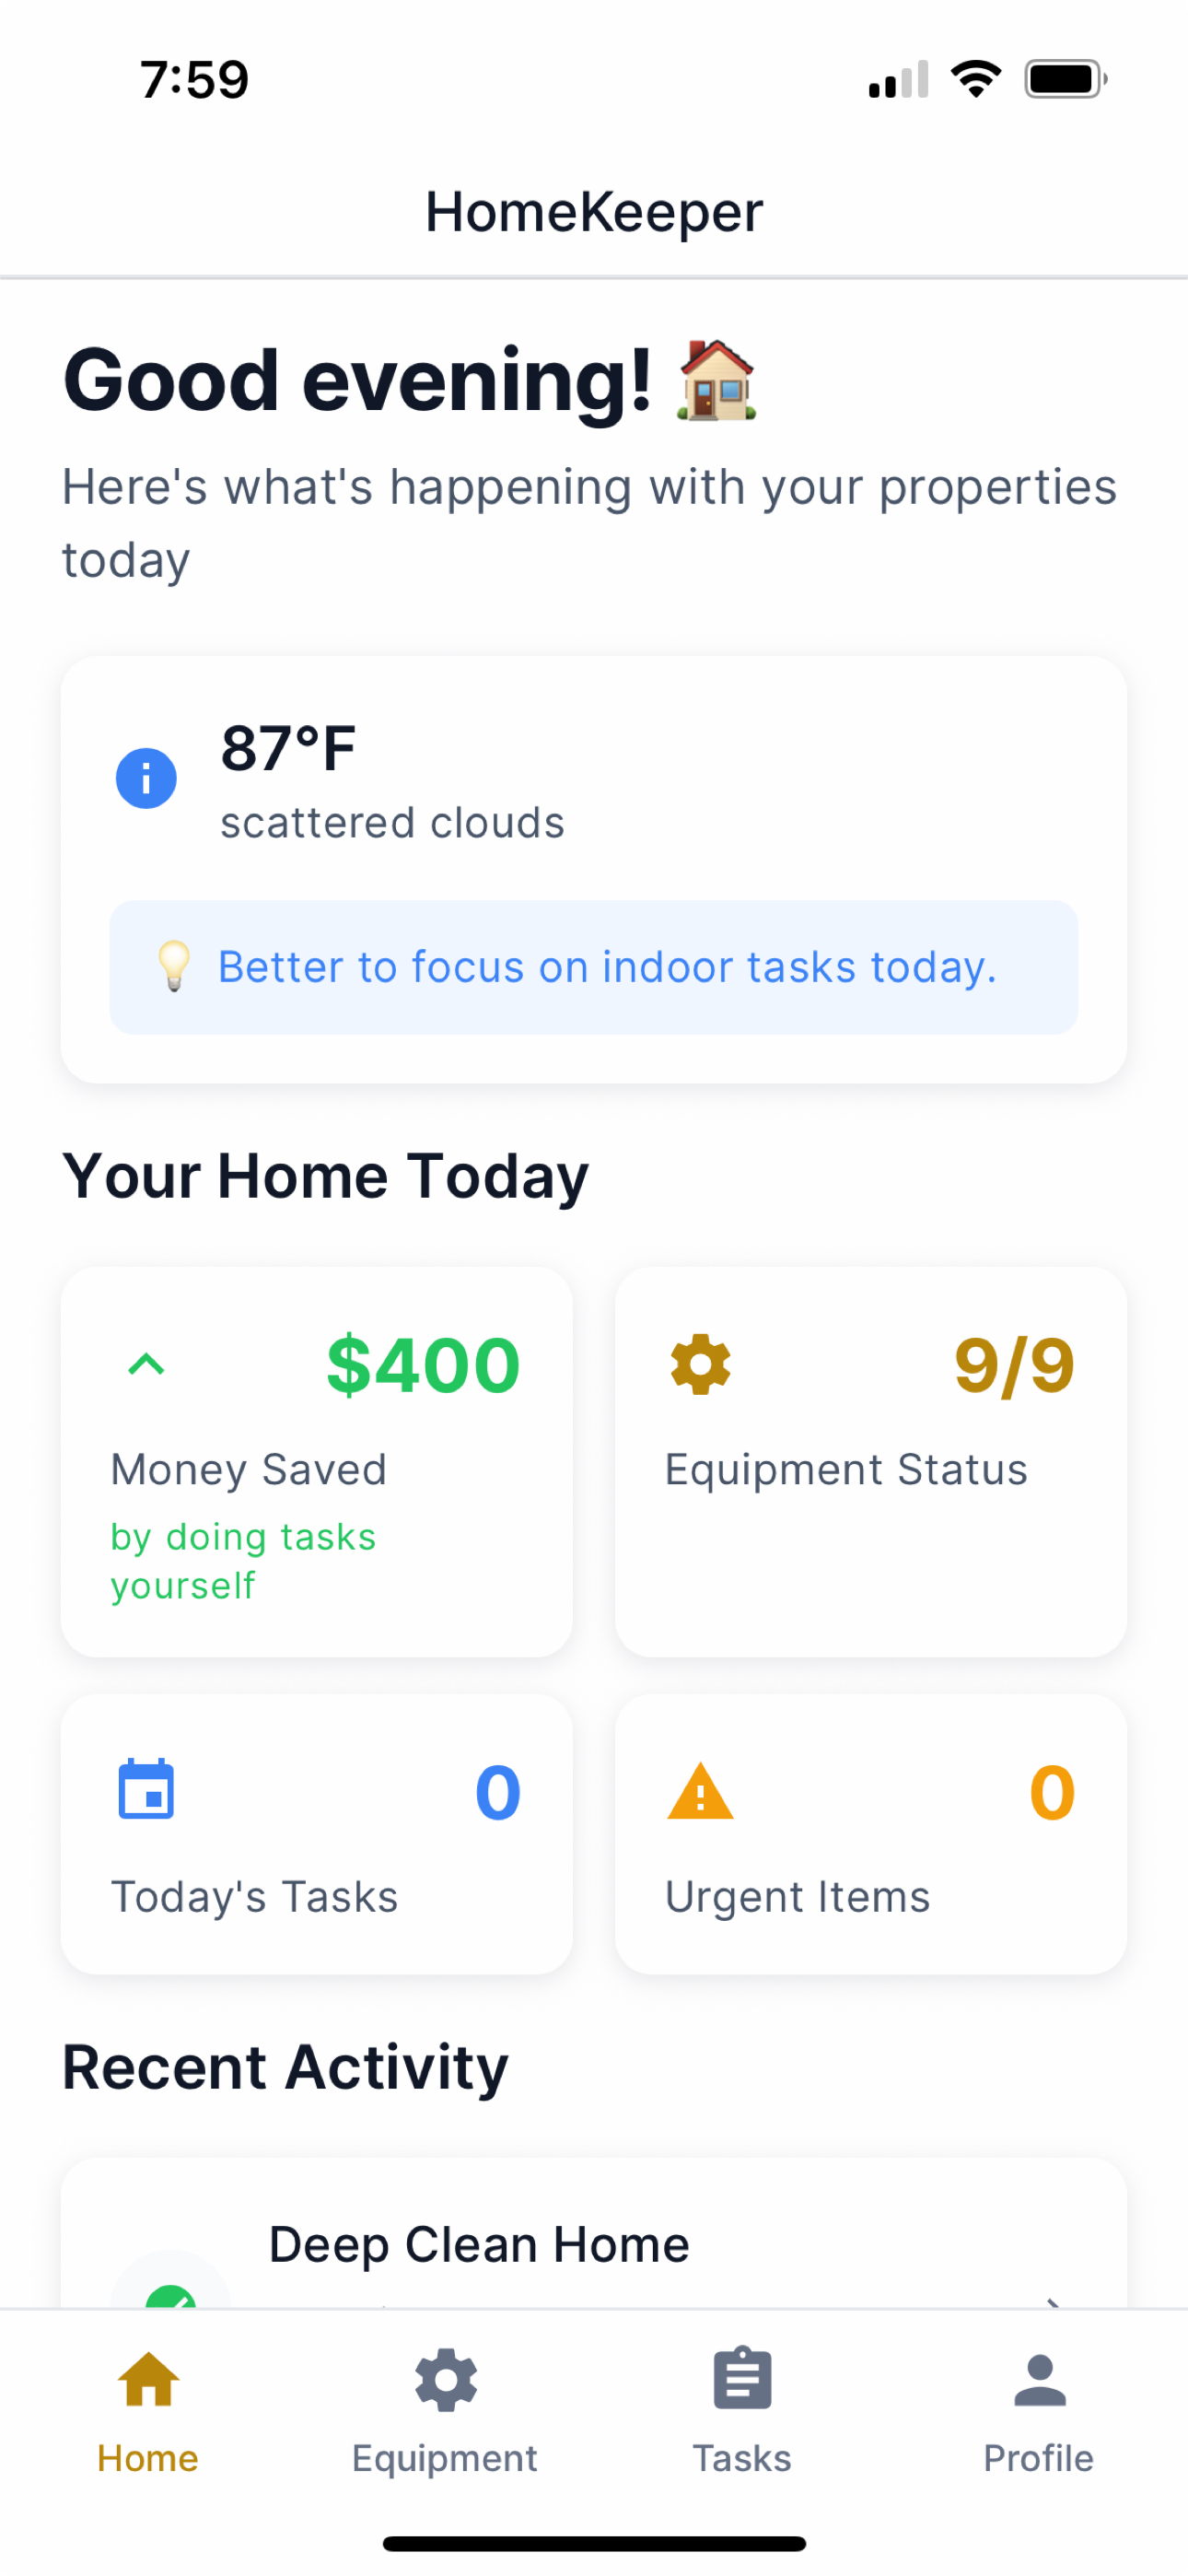 7:59
HomeKeeper
Good evening! 🏠
Here's what's happening with your properties
today
87°F
scattered clouds
💡 Better to focus on indoor tasks today.
Your Home Today
$400
Money Saved
by doing tasks
yourself
9/9
Equipment Status
0
Today's Tasks
0
Urgent Items
Recent Activity
Deep Clean Home
Home
Equipment
Tasks
Profile